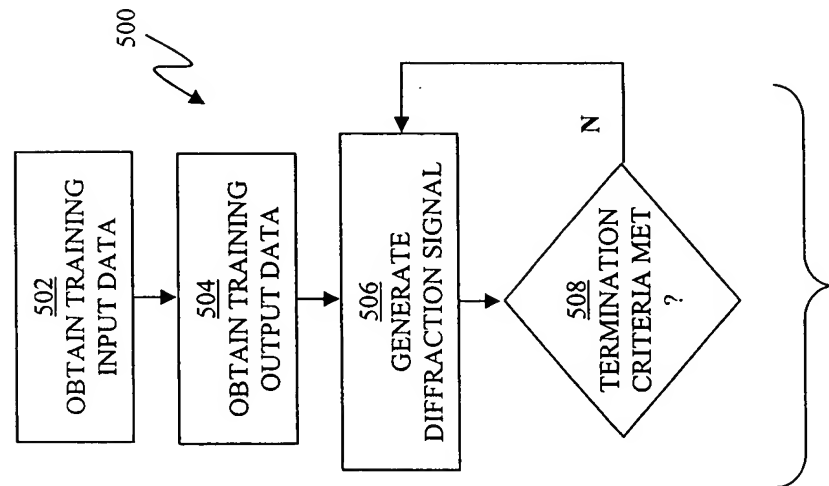 500
502
OBTAIN TRAINING
INPUT DATA
504
OBTAIN TRAINING
OUTPUT DATA
506
GENERATE
DIFFRACTION SIGNAL
N
508
TERMINATION
CRITERIA MET
?